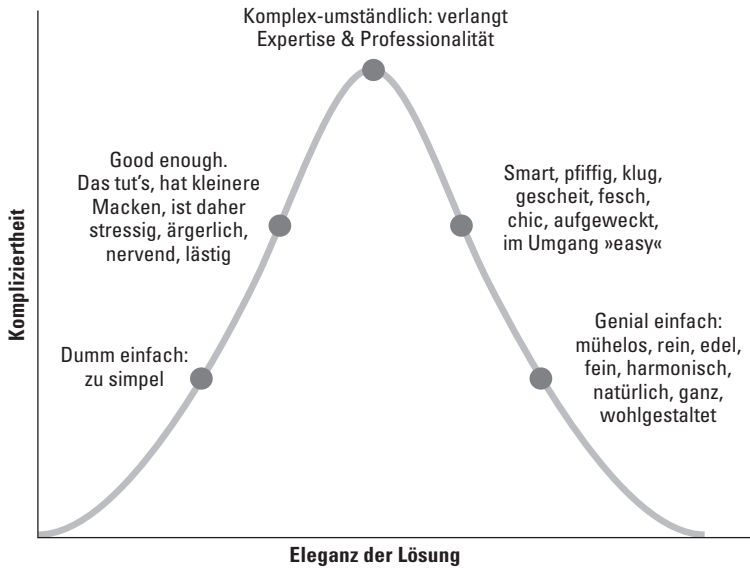 Komplex-umständlich: verlangt
Expertise & Professionalität
Good enough.
Das tut's, hat kleinere
Macken, ist daher
stressig, ärgerlich,
nervend, lästig
Smart, pfiffig, klug,
gescheit, fesch,
chic, aufgeweckt,
im Umgang »easy«
Dumm einfach:
zu simpel
Genial einfach:
mühelos, rein, edel,
fein, harmonisch,
natürlich, ganz,
wohlgestaltet
Kompliziertheit
Eleganz der Lösung